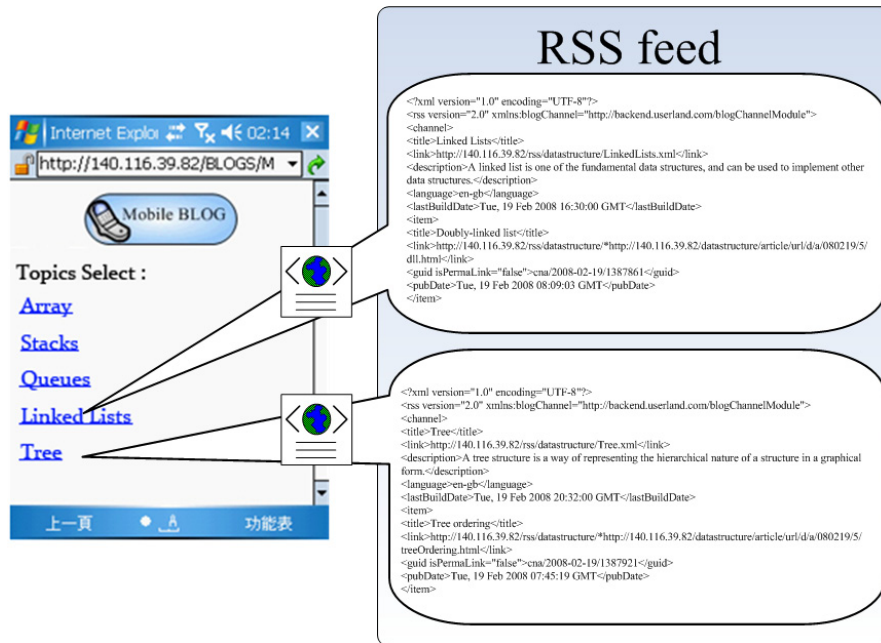 RSS feed
Internet Explor 02:14
http://140.116.39.82/BLOGS/M
Mobile BLOG
Topics Select :
Array
Stacks
Queues
Linked Lists
Tree
上一頁 功能表
<?xml version="1.0" encoding="UTF-8"?>
<rss version="2.0" xmlns:blogChannel="http://backend.userland.com/blogChannelModule">
<channel>
<title>Linked Lists</title>
<link>http://140.116.39.82/rss/datastructure/LinkedLists.xml</link>
<description>A linked list is one of the fundamental data structures, and can be used to implement other
data structures.</description>
<language>en-gb</language>
<lastBuildDate>Tue, 19 Feb 2008 16:30:00 GMT</lastBuildDate>
<item>
<title>Doubly-linked list</title>
<link>http://140.116.39.82/rss/datastructure/*http://140.116.39.82/datastructure/article/url/d/a/080219/5/
dll.html</link>
<guid isPermaLink="false">cna/2008-02-19/1387861</guid>
<pubDate>Tue, 19 Feb 2008 08:09:03 GMT</pubDate>
</item>
<?xml version="1.0" encoding="UTF-8"?>
<rss version="2.0" xmlns:blogChannel="http://backend.userland.com/blogChannelModule">
<channel>
<title>Tree</title>
<link>http://140.116.39.82/rss/datastructure/Tree.xml</link>
<description>A tree structure is a way of representing the hierarchical nature of a structure in a graphical
form.</description>
<language>en-gb</language>
<lastBuildDate>Tue, 19 Feb 2008 20:32:00 GMT</lastBuildDate>
<item>
<title>Tree ordering</title>
<link>http://140.116.39.82/rss/datastructure/*http://140.116.39.82/datastructure/article/url/d/a/080219/5/
treeOrdering.html</link>
<guid isPermaLink="false">cna/2008-02-19/1387921</guid>
<pubDate>Tue, 19 Feb 2008 07:45:19 GMT</pubDate>
</item>